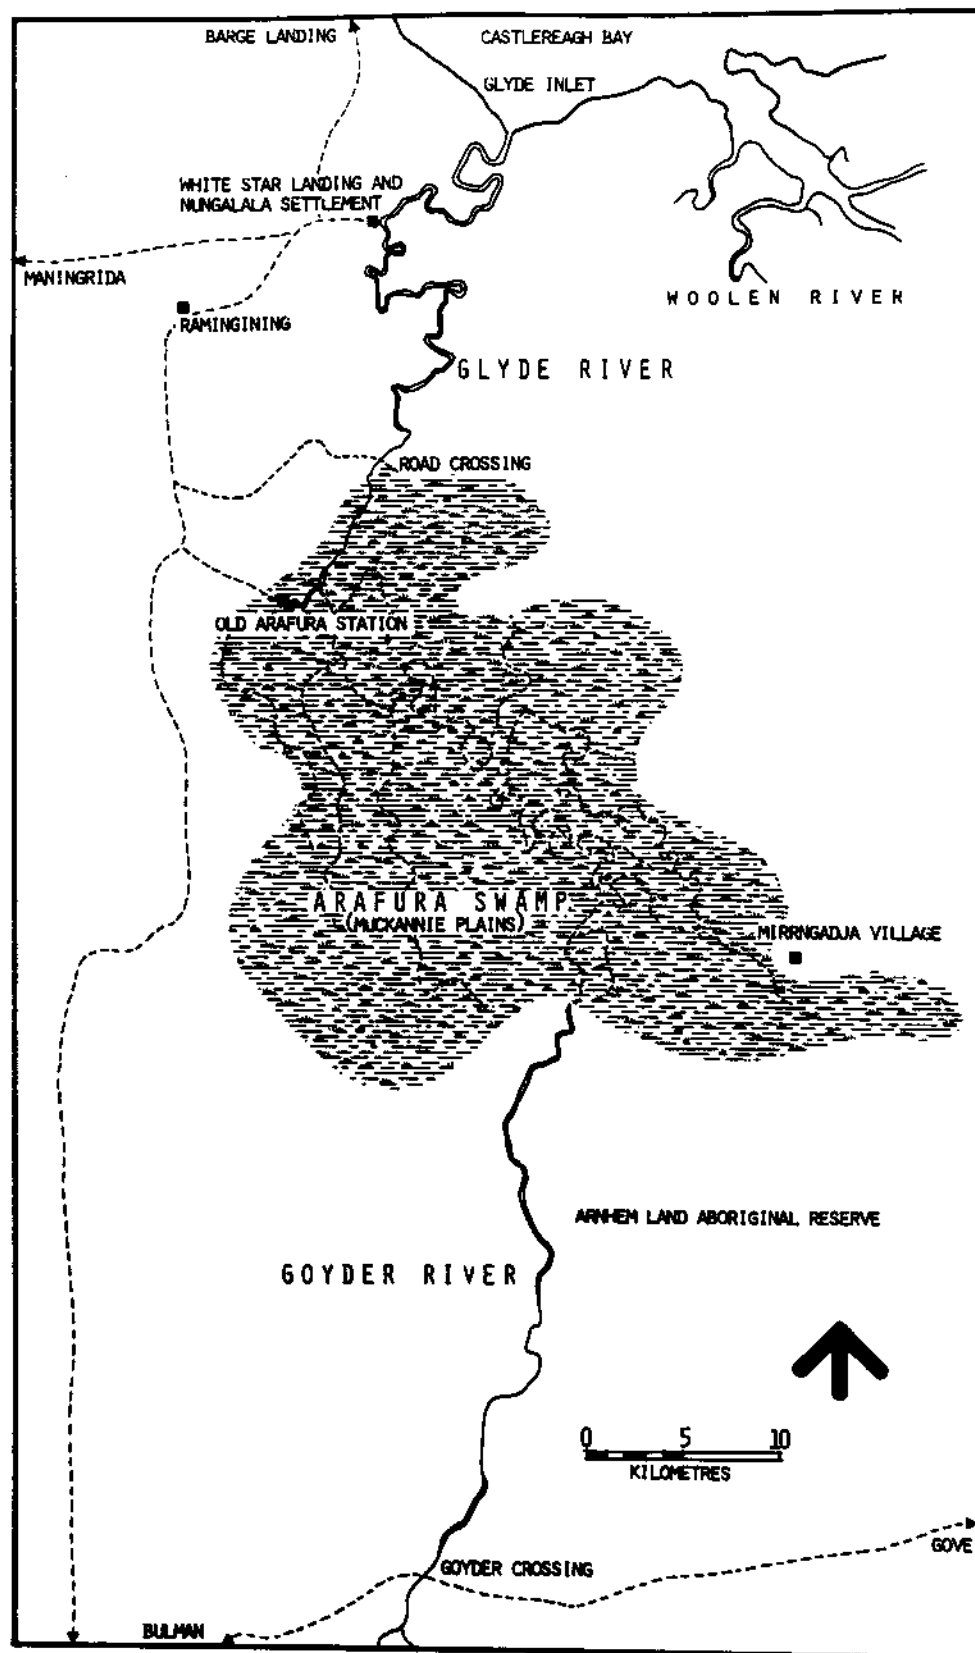 BARGE LANDING
CASTLEREAGH BAY
GLYDE INLET
WHITE STAR LANDING AND
NUNGALALA SETTLEMENT
MANINGRIDA
WOOLEN RIVER
RAMINGINING
GLYDE RIVER
ROAD CROSSING
OLD ARAFURA STATION
ARAFURA SWAMP
(MUCKANNIE PLAINS)
MIRRNGADJA VILLAGE
ARNHEM LAND ABORIGINAL RESERVE
GOYDER RIVER
0 5 10
KILOMETRES
GOVE
GOYDER CROSSING
BULMAN